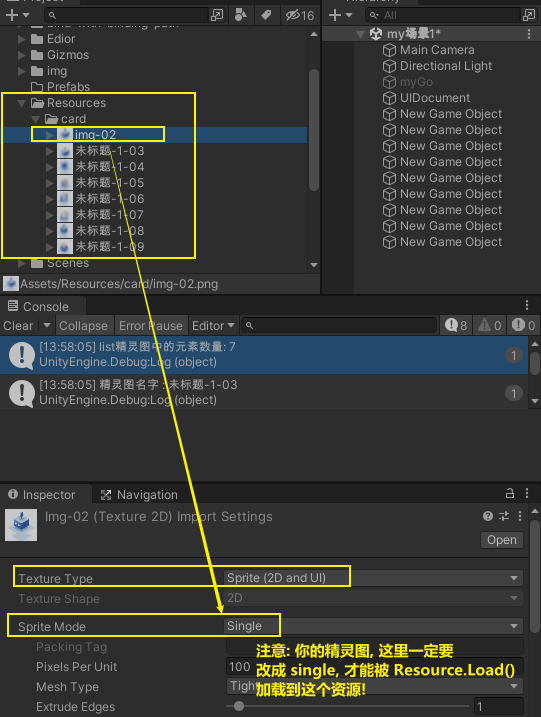 Project
Hierarchy
16
All
bind-with-binding-path
Edior
Gizmos
img
Prefabs
Resources
card
img-02
未标题-1-03
未标题-1-04
未标题-1-05
未标题-1-06
未标题-1-07
未标题-1-08
未标题-1-09
Scenes
Assets/Resources/card/img-02.png
my场景1*
Main Camera
Directional Light
myGo
UIDocument
New Game Object
New Game Object
New Game Object
New Game Object
New Game Object
New Game Object
New Game Object
New Game Object
New Game Object
Console
Clear Collapse Error Pause Editor 8 0 0
[13:58:05] list精灵图中的元素数量: 7
UnityEngine.Debug:Log (object)
1
[13:58:05] 精灵图名字 : 未标题-1-03
UnityEngine.Debug:Log (object)
1
Inspector Navigation
Img-02 (Texture 2D) Import Settings
Open
Texture Type Sprite (2D and UI)
Texture Shape 2D
Sprite Mode Single
Packing Tag
Pixels Per Unit 100
Mesh Type Tight
Extrude Edges 1
注意: 你的精灵图, 这里一定要
改成 single, 才能被 Resource.Load()
加载到这个资源!